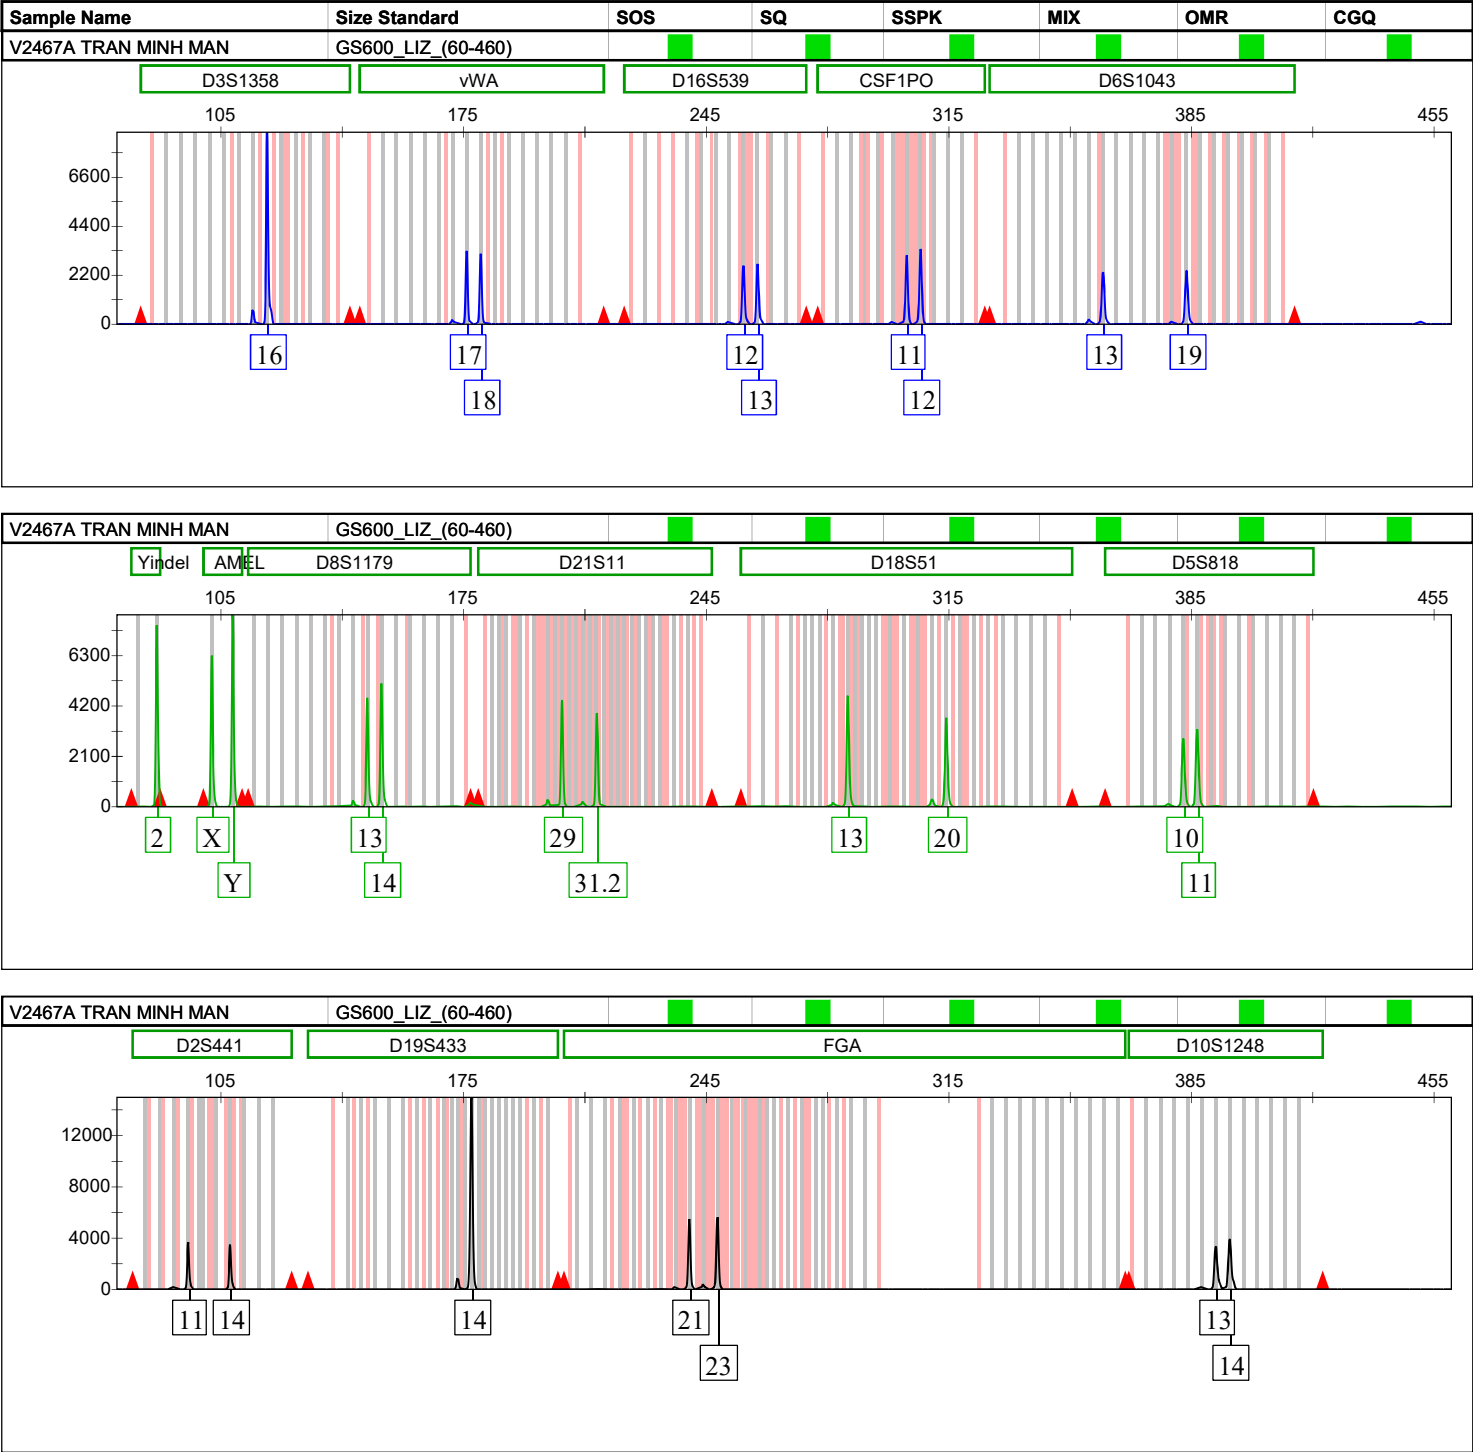 Sample Name Size Standard SOS SQ SSPK MIX OMR CGQ
V2467A TRAN MINH MAN GS600_LIZ_(60-460)
D3S1358 vWA D16S539 CSF1PO D6S1043
105 175 245 315 385 455
6600
4400
2200
0
16 17 12 11 13 19
18 13 12
V2467A TRAN MINH MAN GS600_LIZ_(60-460)
Yindel AMEL D8S1179 D21S11 D18S51 D5S818
105 175 245 315 385 455
6300
4200
2100
0
2 X 13 29 13 20 10
Y 14 31.2 11
V2467A TRAN MINH MAN GS600_LIZ_(60-460)
D2S441 D19S433 FGA D10S1248
105 175 245 315 385 455
12000
8000
4000
0
11 14 14 21 13
23 14